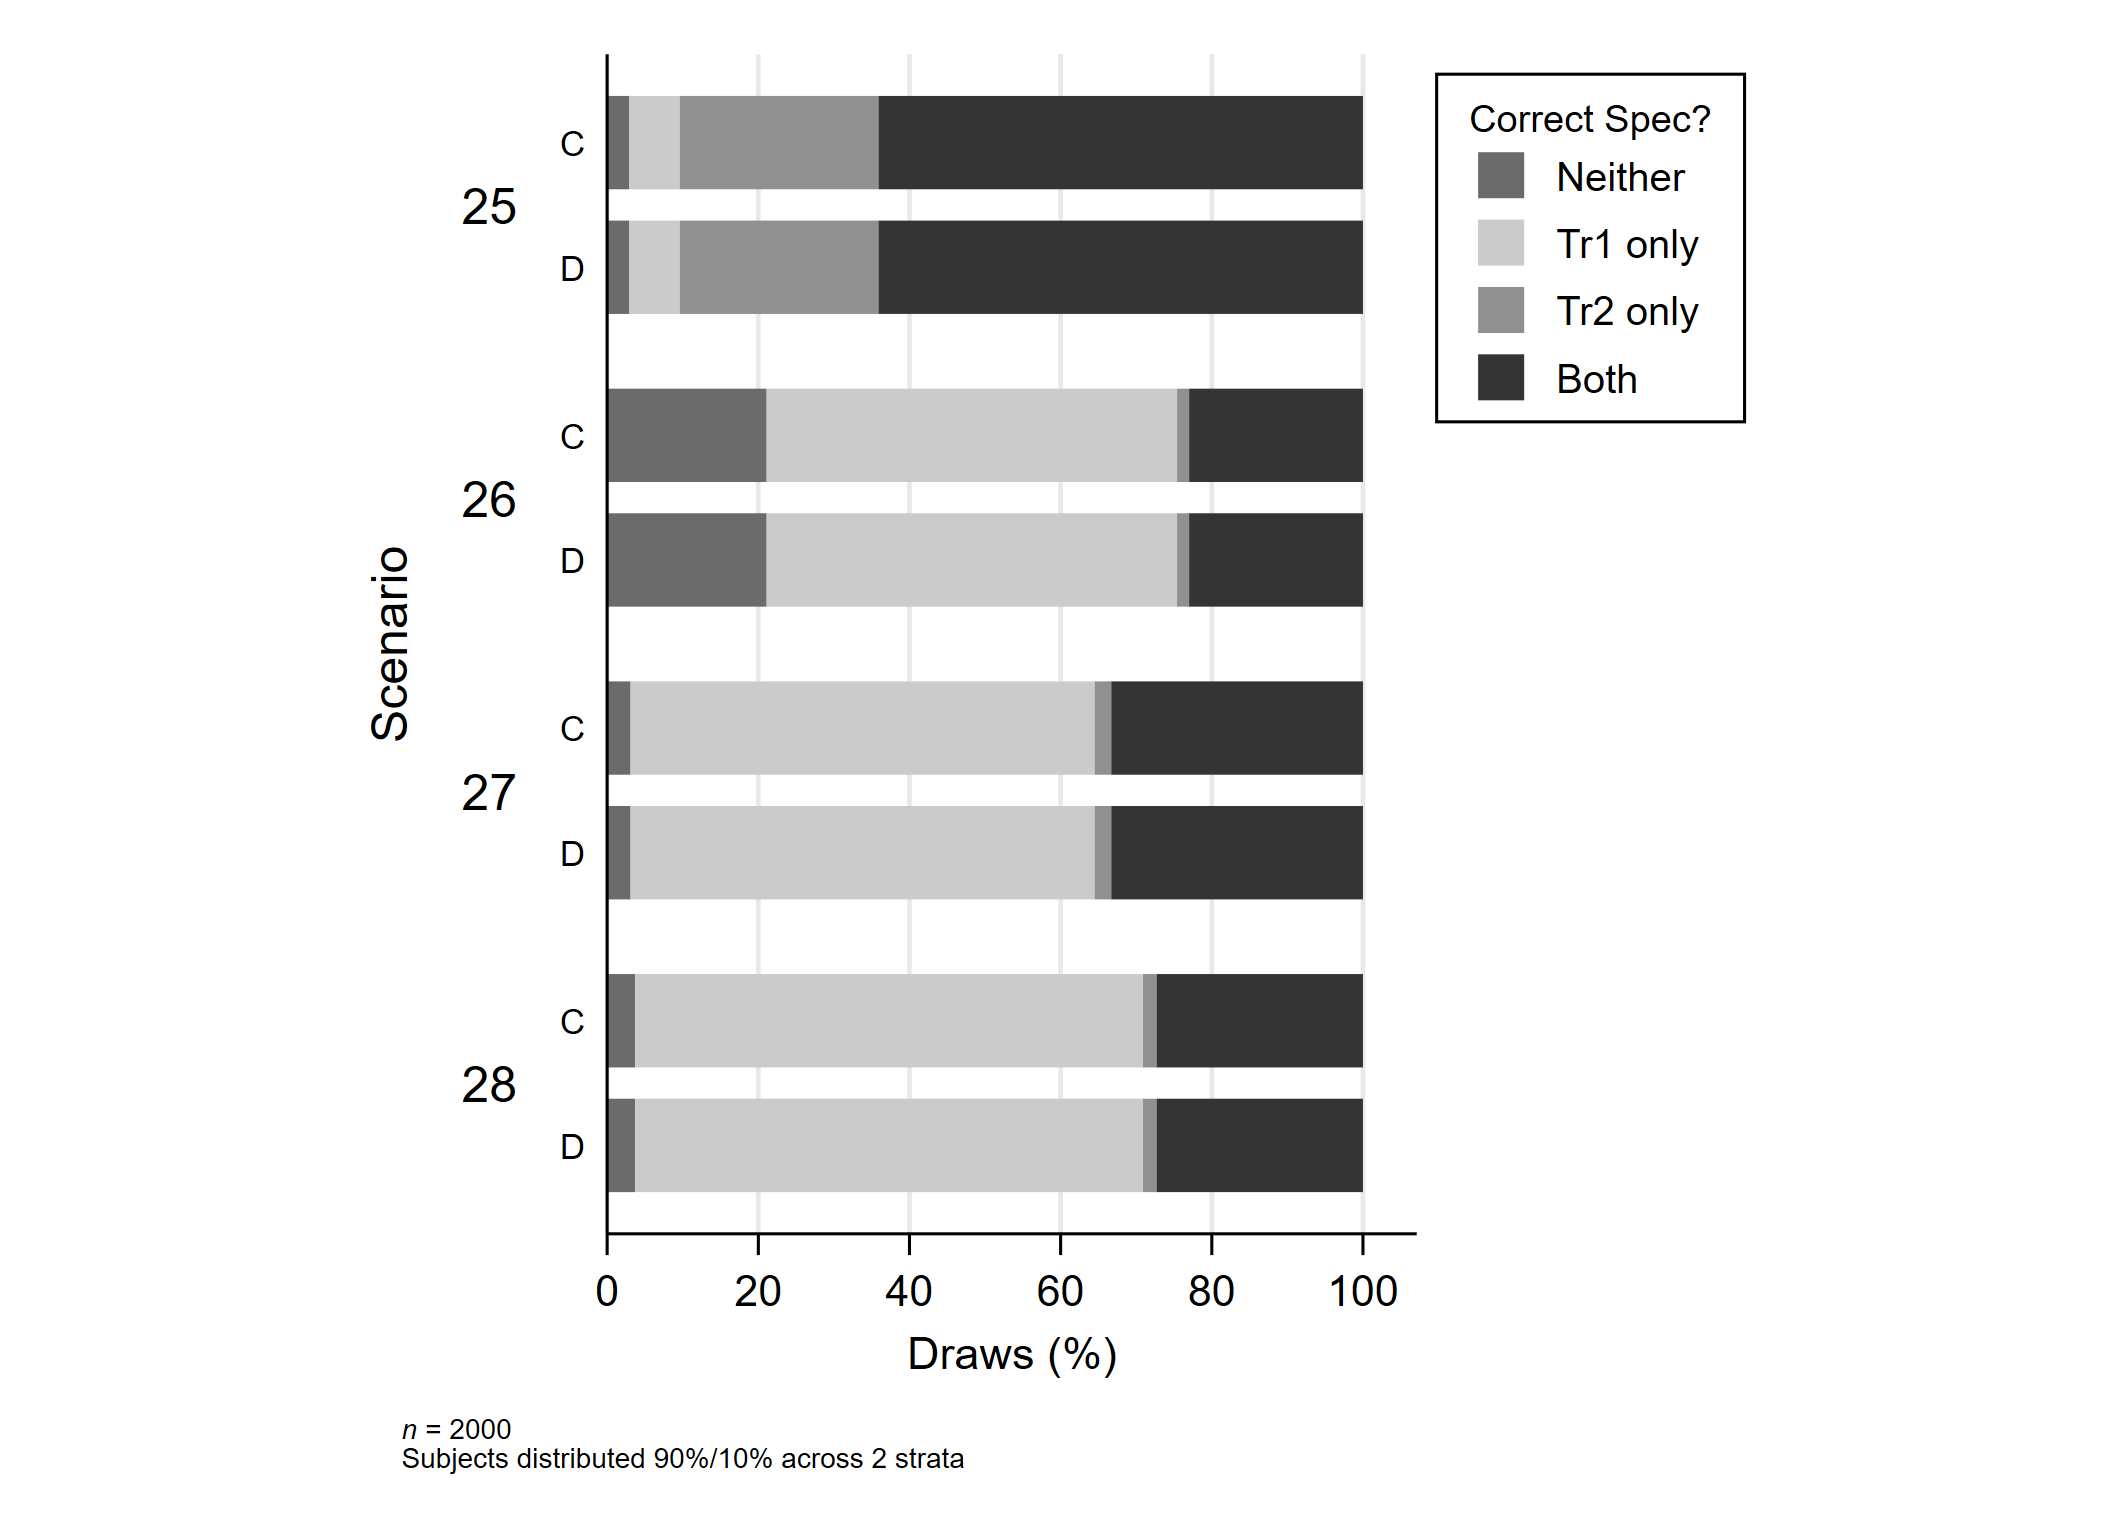 Correct Spec?
Neither
Tr1 only
Tr2 only
Both
Scenario
25
C
D
26
C
D
27
C
D
28
C
D
0 20 40 60 80 100
Draws (%)
n = 2000
Subjects distributed 90%/10% across 2 strata